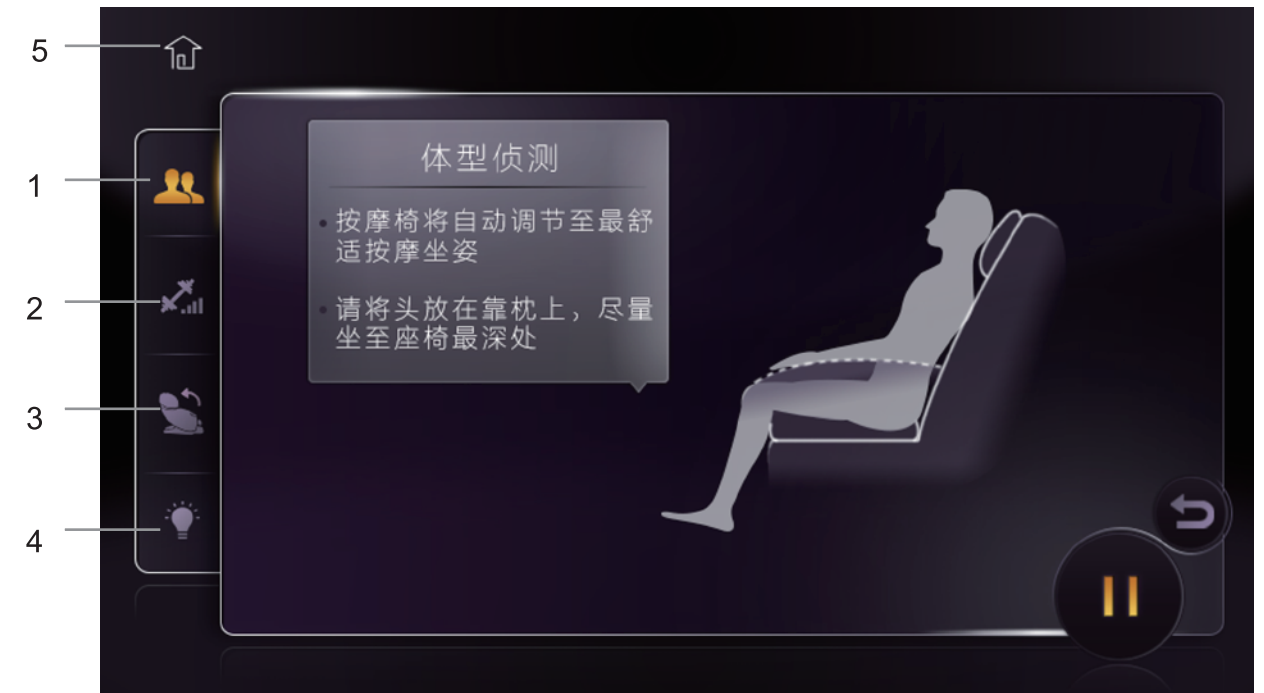 5
1
2
3
4
体型侦测
按摩椅将自动调节至最舒
适按摩坐姿
请将头放在靠枕上，尽量
坐至座椅最深处